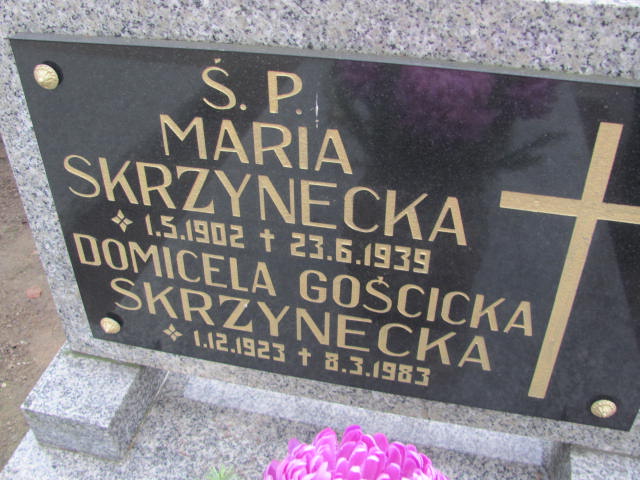 Ś. P.
MARIA
SKRZYNECKA
1.5.1902 † 23.6.1939
DOMICELA GOŚCICKA
SKRZYNECKA
1.12.1923 † 8.3.1983